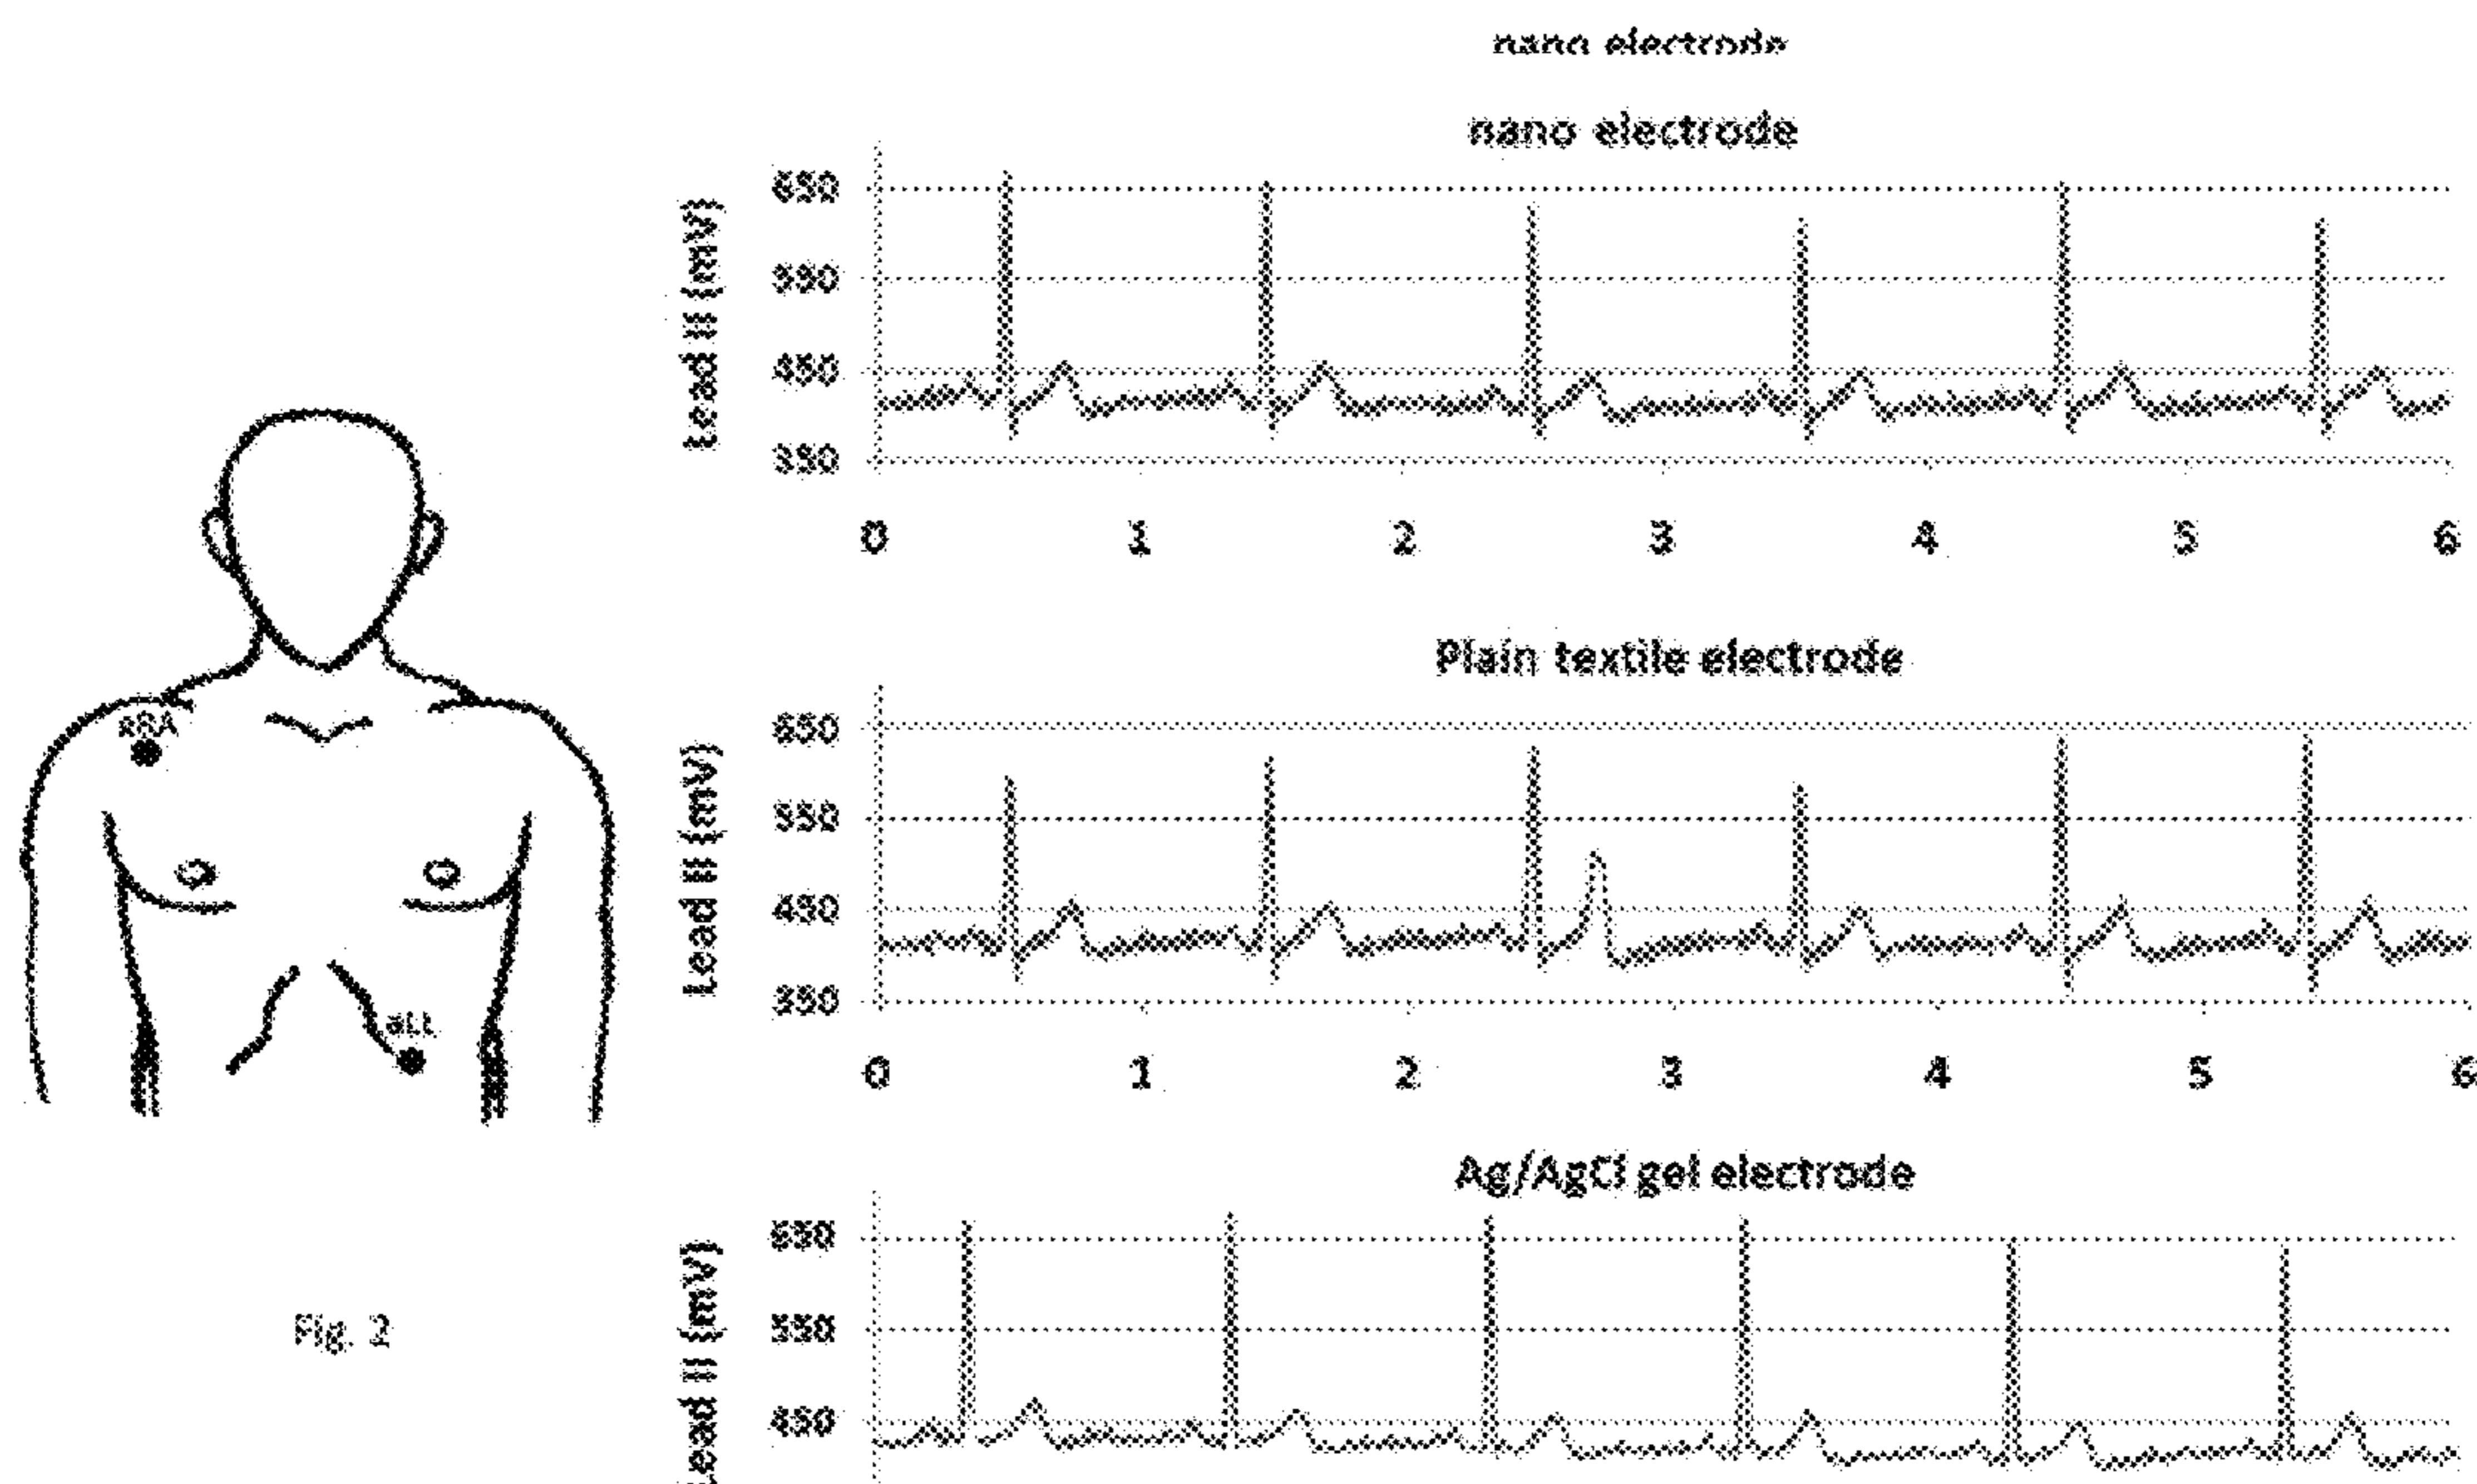 nano electrode
nano electrode
Lead II (mV)
650
550
450
350
0 1 2 3 4 5 6
Plain textile electrode
Lead II (mV)
650
550
450
350
0 1 2 3 4 5 6
Ag/AgCl gel electrode
Lead II (mV)
650
550
450
aRA
aLL
Fig. 2